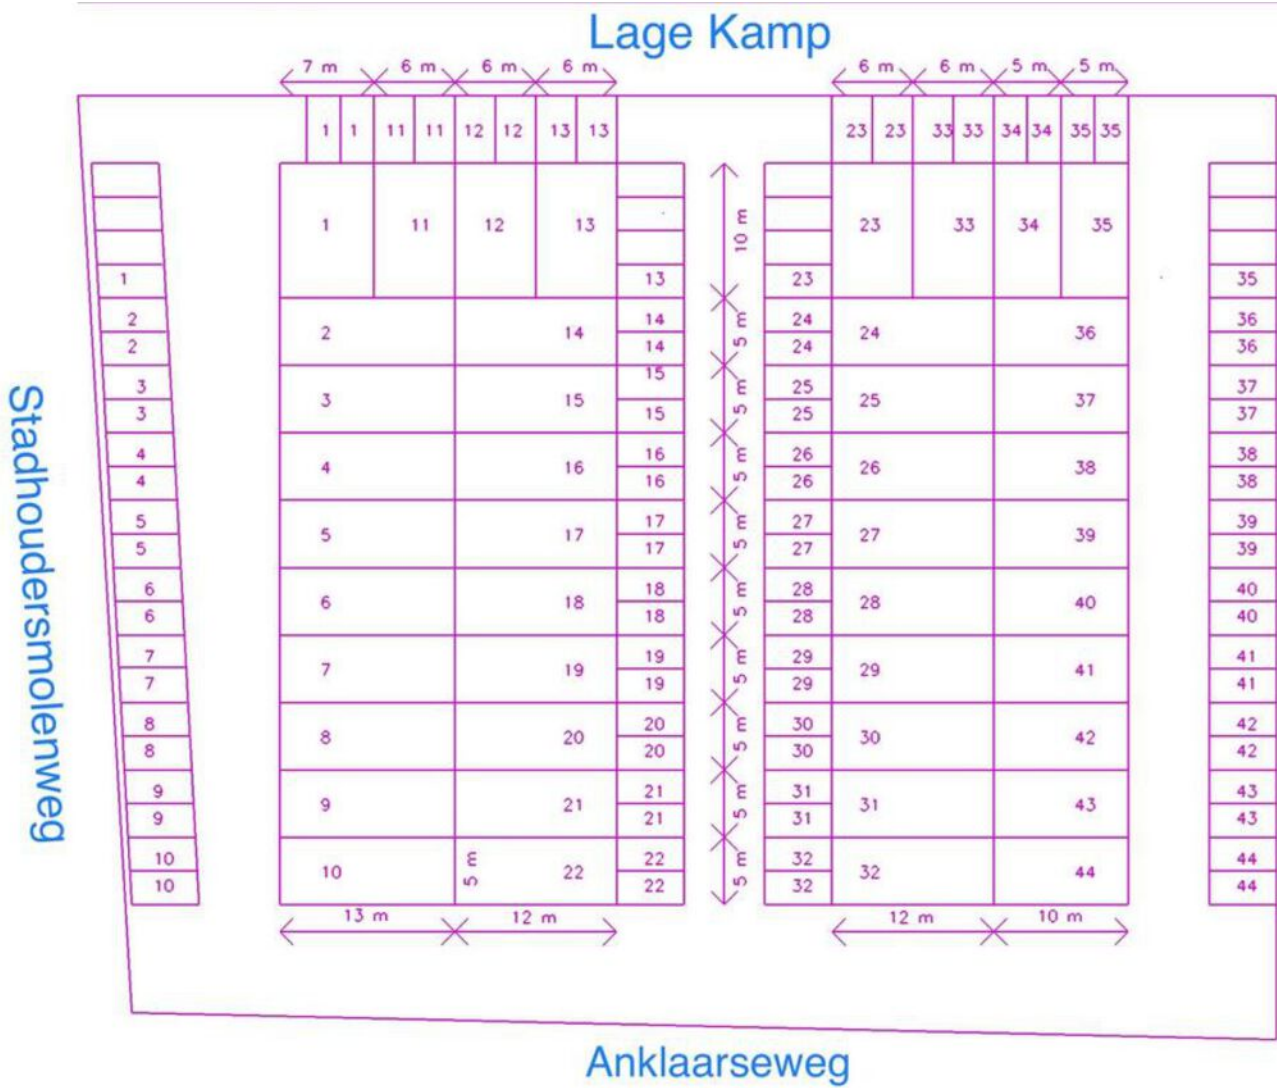 Lage Kamp
7 m 6 m 6 m 6 m 6 m 6 m 5 m 5 m
1 1 11 11 12 12 13 13 23 23 33 33 34 34 35 35
1 11 12 13 10 m 23 33 34 35
1 13 23 35
2 2 14 14 5 m 24 24 36 36
2 14 24 36
3 3 15 15 5 m 25 25 37 37
3 15 25 37
4 4 16 16 5 m 26 26 38 38
4 16 26 38
5 5 17 17 5 m 27 27 39 39
5 17 27 39
6 6 18 18 5 m 28 28 40 40
6 18 28 40
7 7 19 19 5 m 29 29 41 41
7 19 29 41
8 8 20 20 5 m 30 30 42 42
8 20 30 42
9 9 21 21 5 m 31 31 43 43
9 21 31 43
10 10 5 m 22 22 5 m 32 32 44 44
10 22 32 44
13 m 12 m 12 m 10 m
Stadhoudersmolenweg
Anklaarseweg